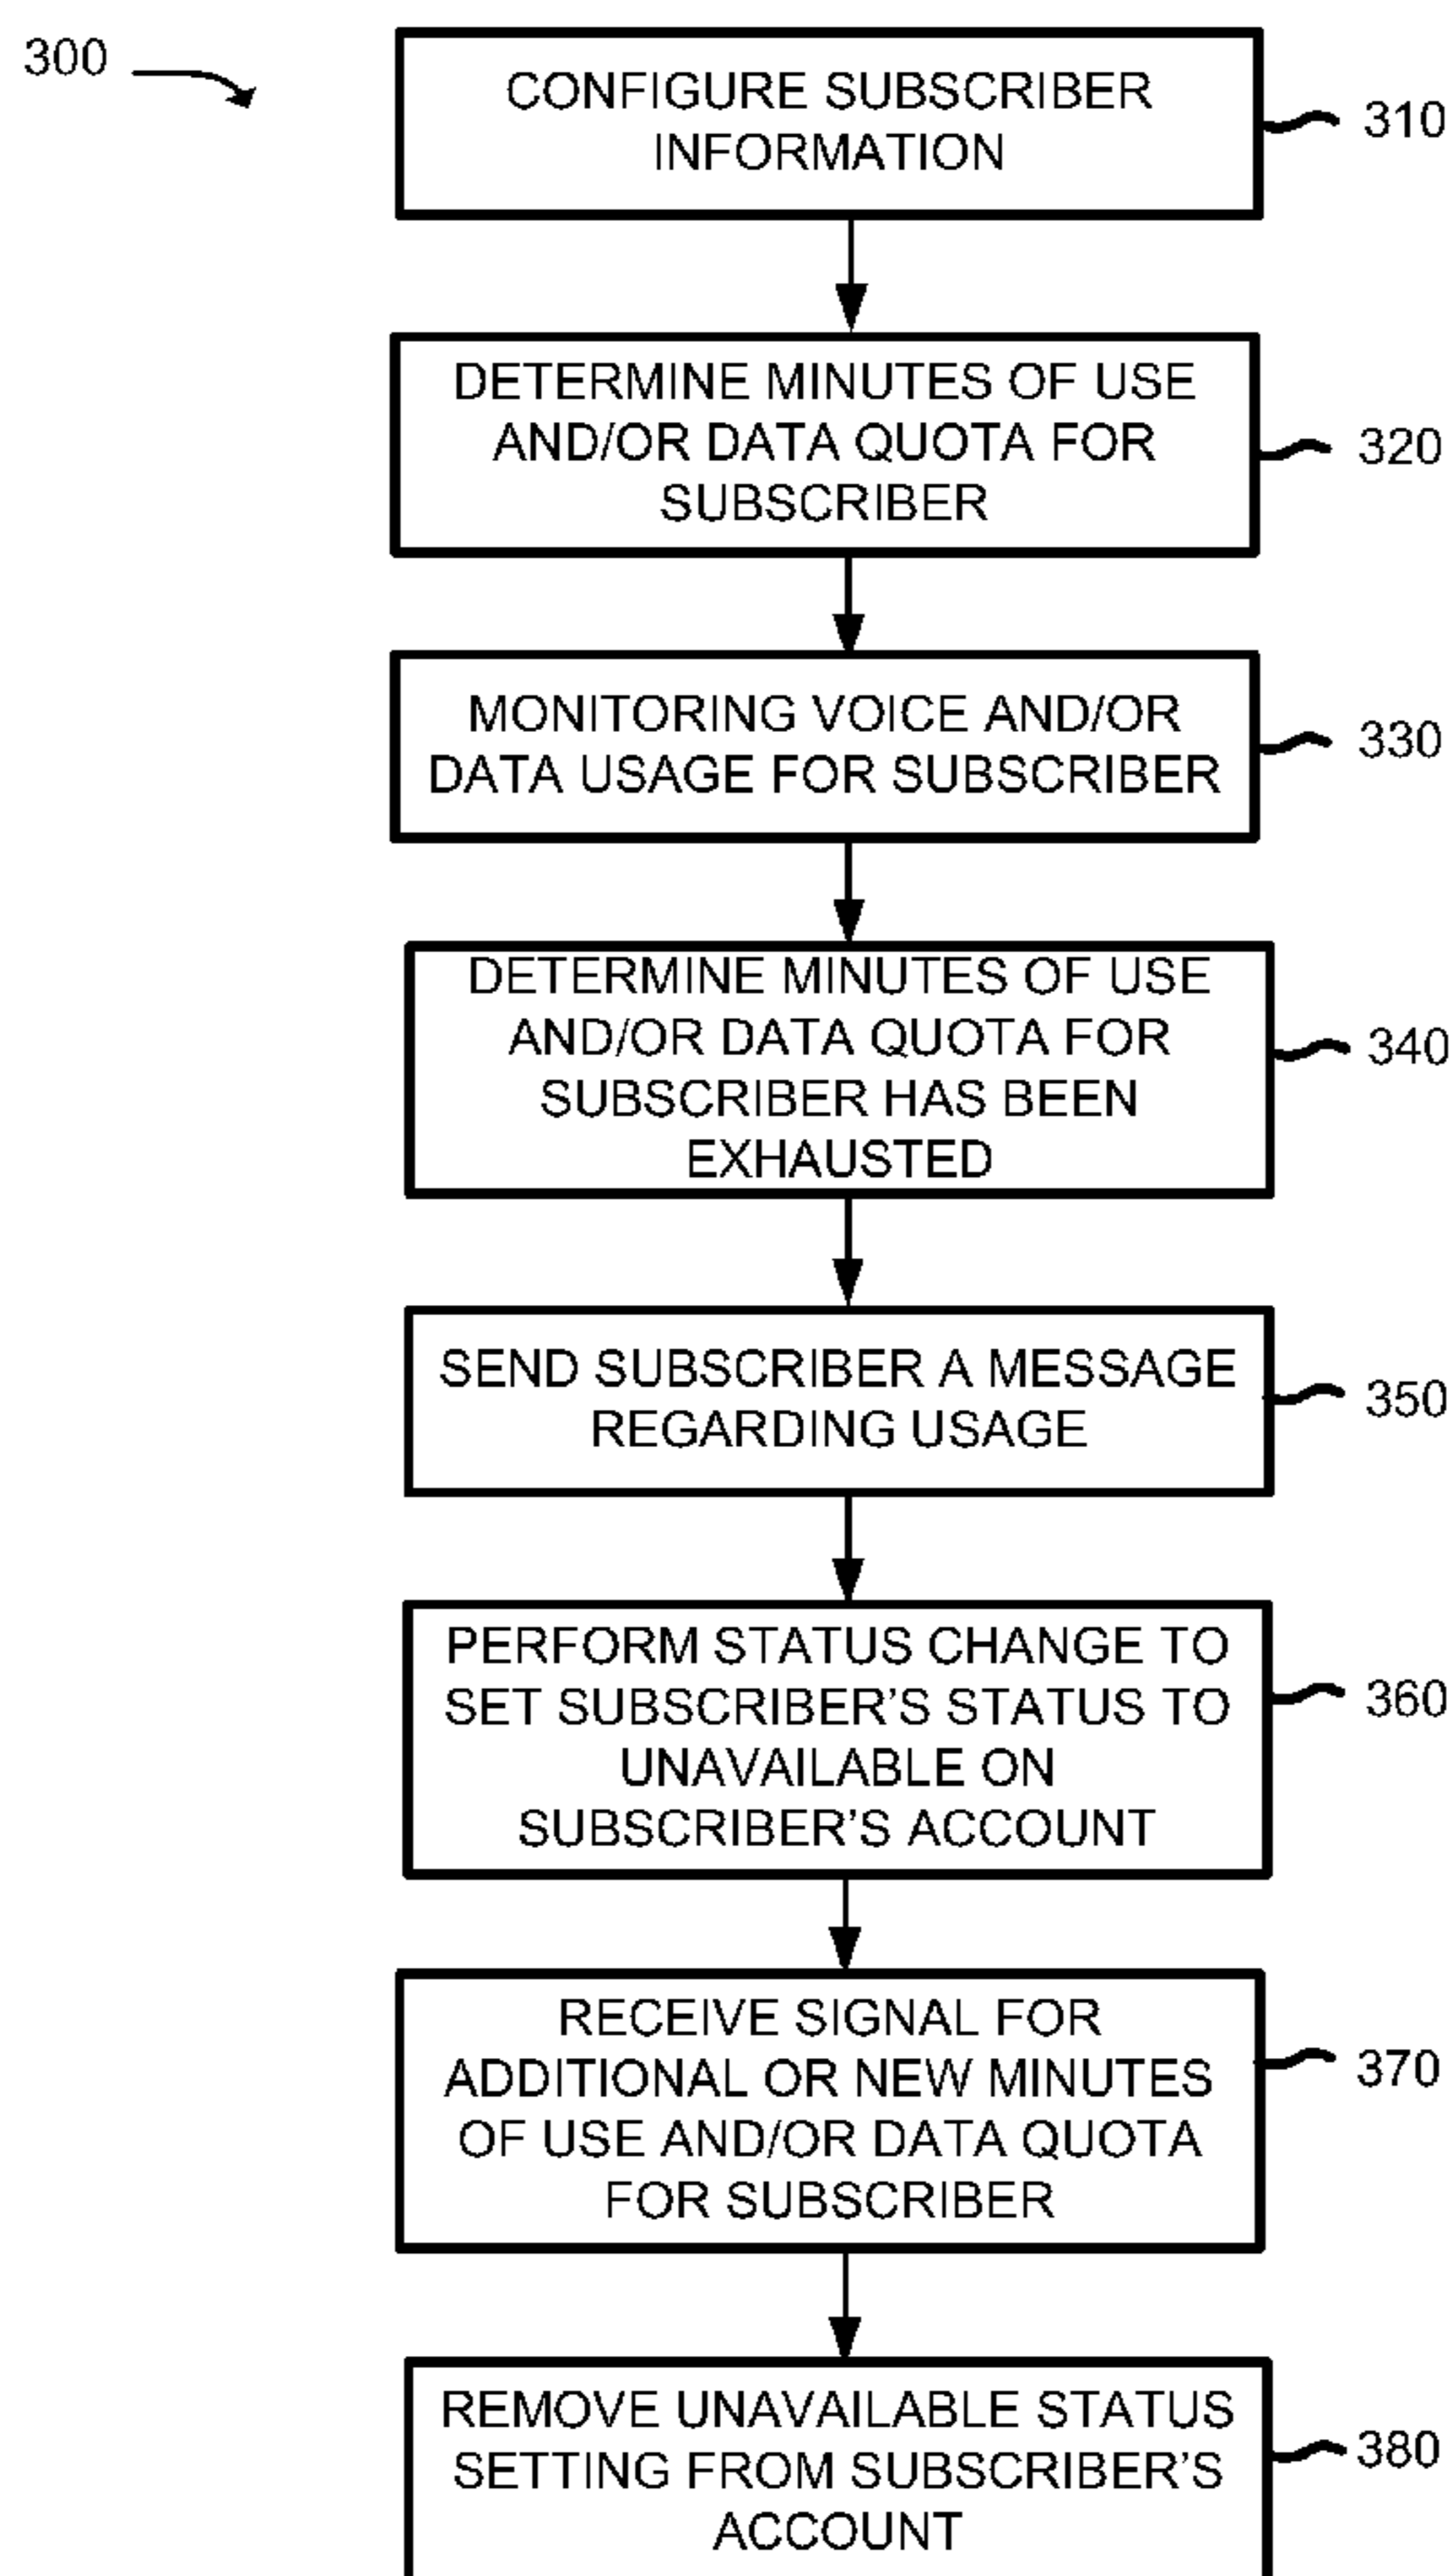 300
CONFIGURE SUBSCRIBER
INFORMATION
310
DETERMINE MINUTES OF USE
AND/OR DATA QUOTA FOR
SUBSCRIBER
320
MONITORING VOICE AND/OR
DATA USAGE FOR SUBSCRIBER
330
DETERMINE MINUTES OF USE
AND/OR DATA QUOTA FOR
SUBSCRIBER HAS BEEN
EXHAUSTED
340
SEND SUBSCRIBER A MESSAGE
REGARDING USAGE
350
PERFORM STATUS CHANGE TO
SET SUBSCRIBER’S STATUS TO
UNAVAILABLE ON
SUBSCRIBER’S ACCOUNT
360
RECEIVE SIGNAL FOR
ADDITIONAL OR NEW MINUTES
OF USE AND/OR DATA QUOTA
FOR SUBSCRIBER
370
REMOVE UNAVAILABLE STATUS
SETTING FROM SUBSCRIBER’S
ACCOUNT
380